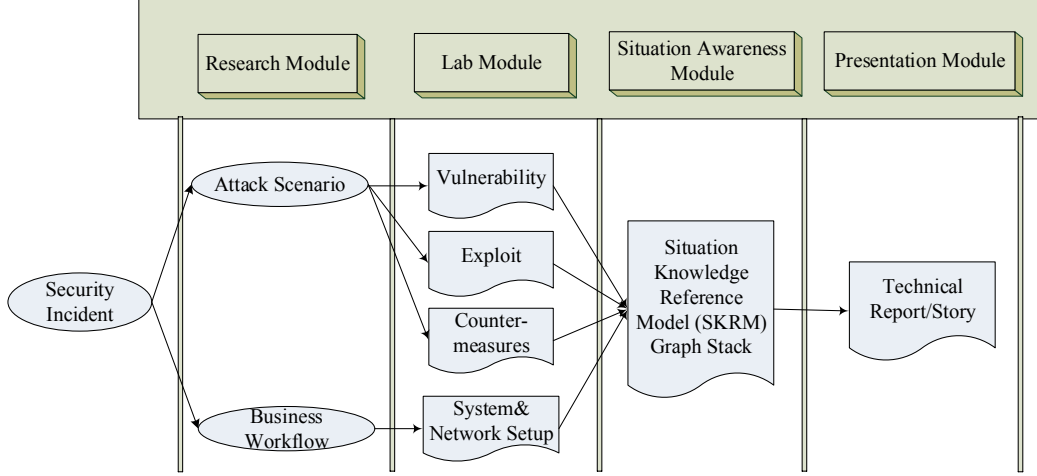 Research Module
Lab Module
Situation Awareness
Module
Presentation Module
Security
Incident
Attack Scenario
Business
Workflow
Vulnerability
Exploit
Counter-
measures
System&
Network Setup
Situation
Knowledge
Reference
Model (SKRM)
Graph Stack
Technical
Report/Story